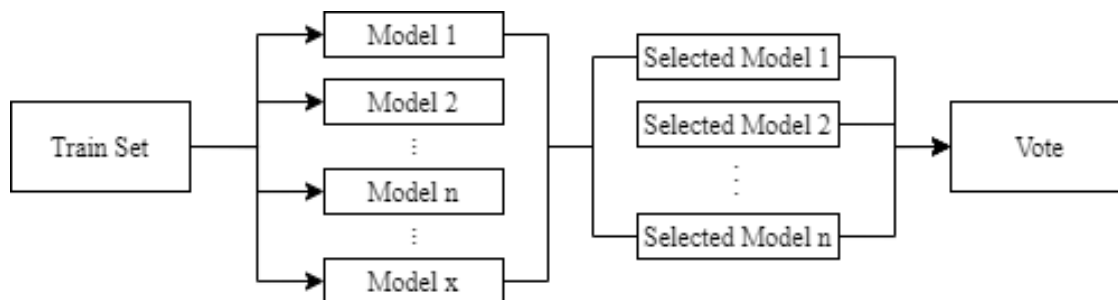 Train Set
Model 1
Model 2
⋮
Model n
⋮
Model x
Selected Model 1
Selected Model 2
⋮
Selected Model n
Vote